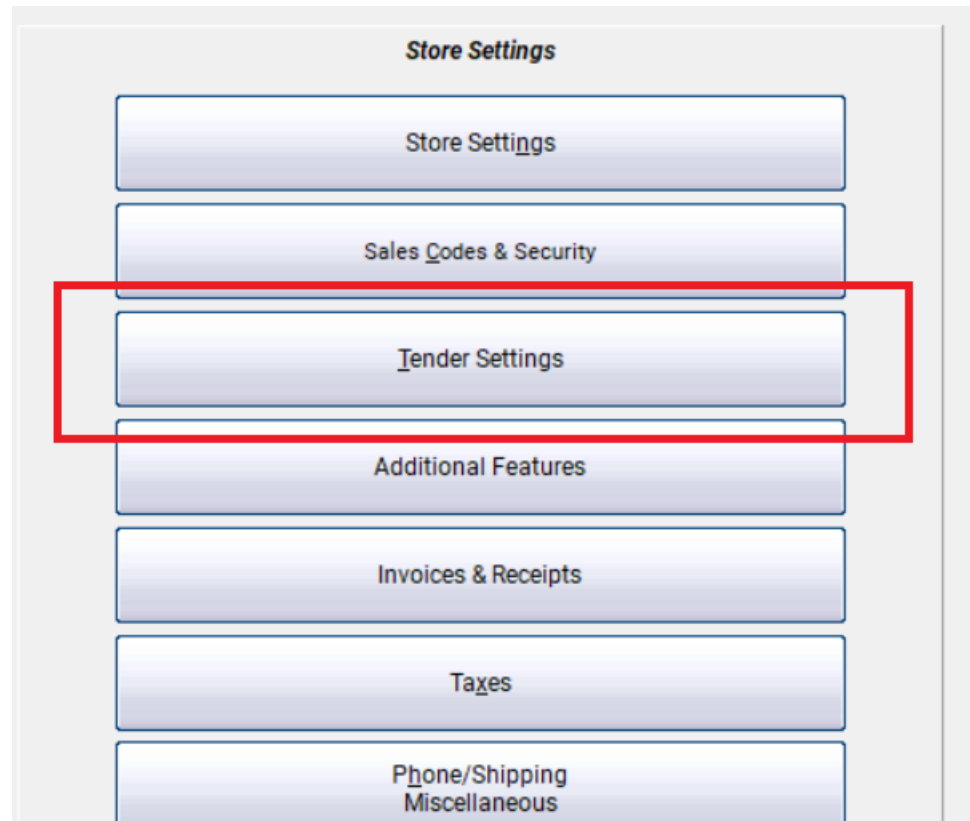 Store Settings
Store Settings
Sales Codes & Security
Tender Settings
Additional Features
Invoices & Receipts
Taxes
Phone/Shipping
Miscellaneous